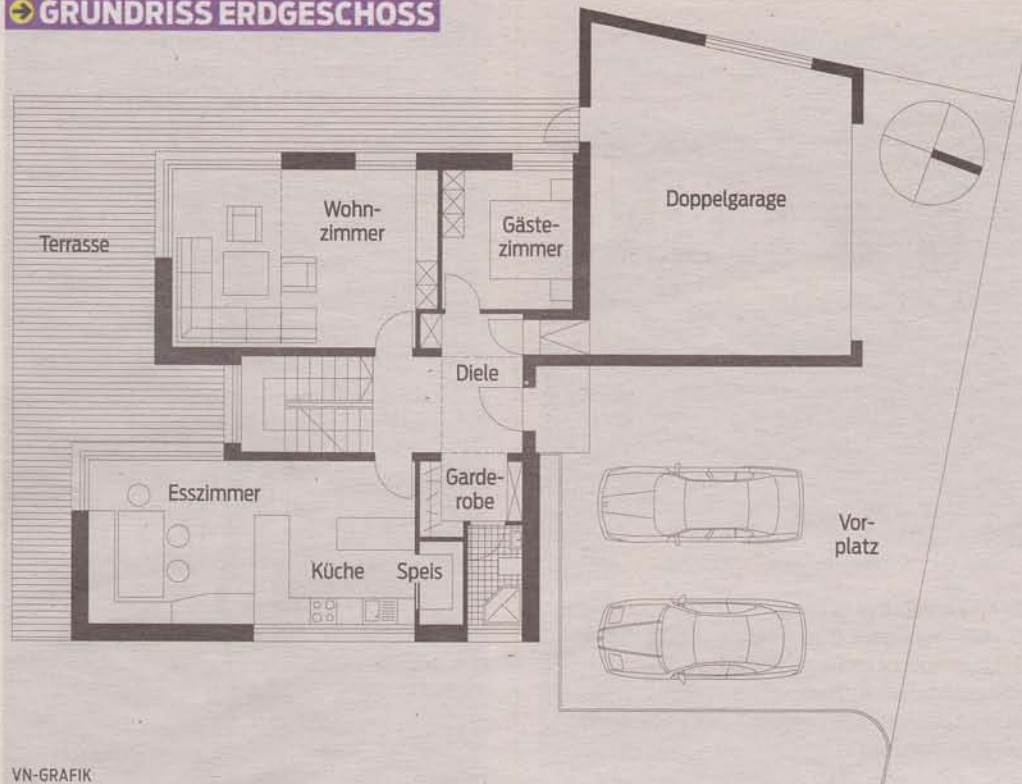 GRUNDRISS ERDGESCHOSS
Terrasse
Wohn-
zimmer
Gäste-
zimmer
Doppelgarage
Diele
Esszimmer
Garde-
robe
Küche
Speis
Vor-
platz
VN-GRAFIK